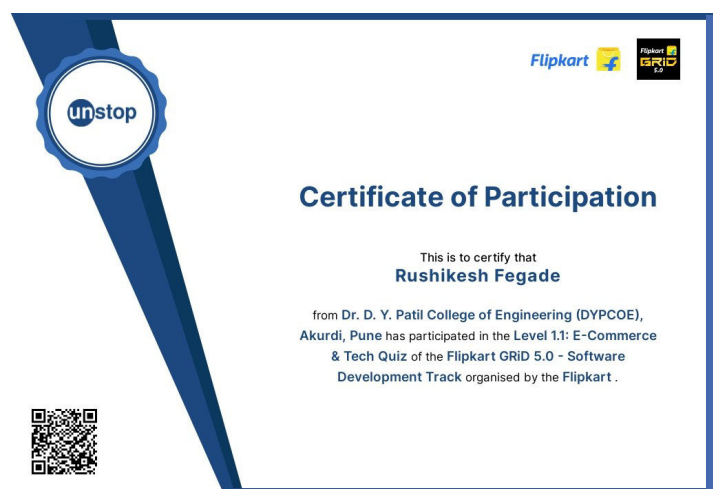 unstop
Flipkart
Flipkart
GRiD
5.0
Certificate of Participation
This is to certify that
Rushikesh Fegade
from Dr. D. Y. Patil College of Engineering (DYPCOE),
Akurdi, Pune has participated in the Level 1.1: E-Commerce
& Tech Quiz of the Flipkart GRiD 5.0 - Software
Development Track organised by the Flipkart .